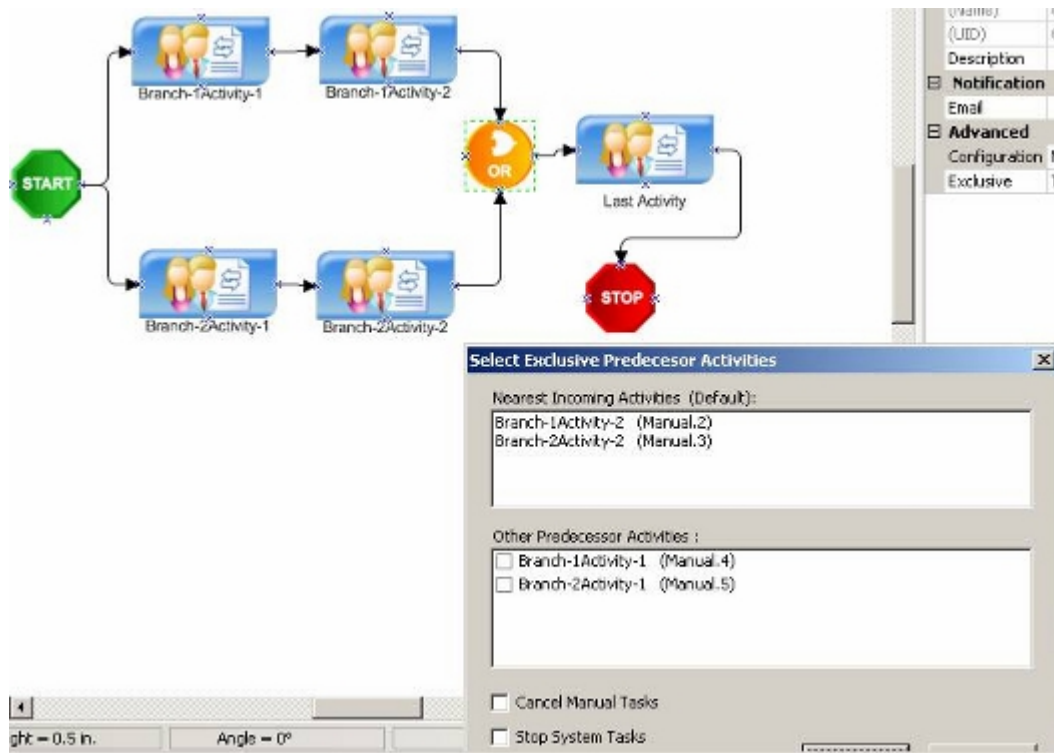 Branch-1Activity-1
Branch-1Activity-2
START
OR
Last Activity
STOP
Branch-2Activity-1
Branch-2Activity-2
(Name)
(UID)
Description
Notification
Email
Advanced
Configuration
Exclusive
Select Exclusive Predecesor Activities
Nearest Incoming Activities (Default):
Branch-1Activity-2 (Manual.2)
Branch-2Activity-2 (Manual.3)
Other Predecessor Activities :
Branch-1Activity-1 (Manual.4)
Branch-2Activity-1 (Manual.5)
Cancel Manual Tasks
Stop System Tasks
ght = 0.5 in.
Angle = 0°